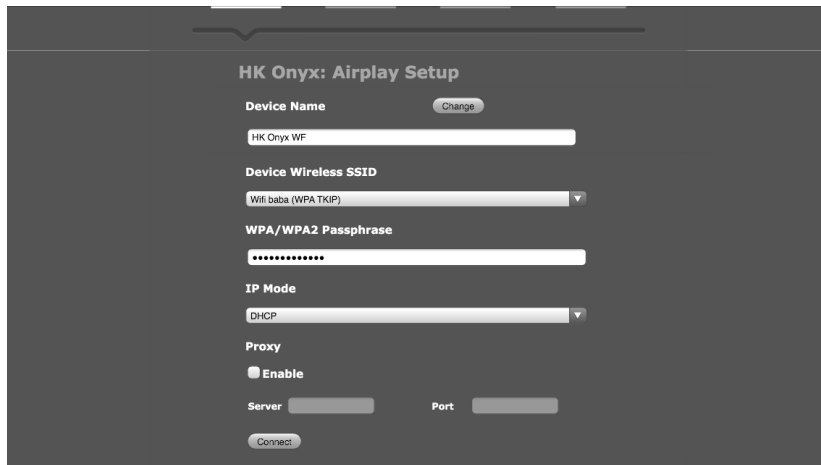 HK Onyx: Airplay Setup
Device Name Change
HK Onyx WF
Device Wireless SSID
Wifi baba (WPA TKIP)
WPA/WPA2 Passphrase
•••••••••••••
IP Mode
DHCP
Proxy
Enable
Server Port
Connect